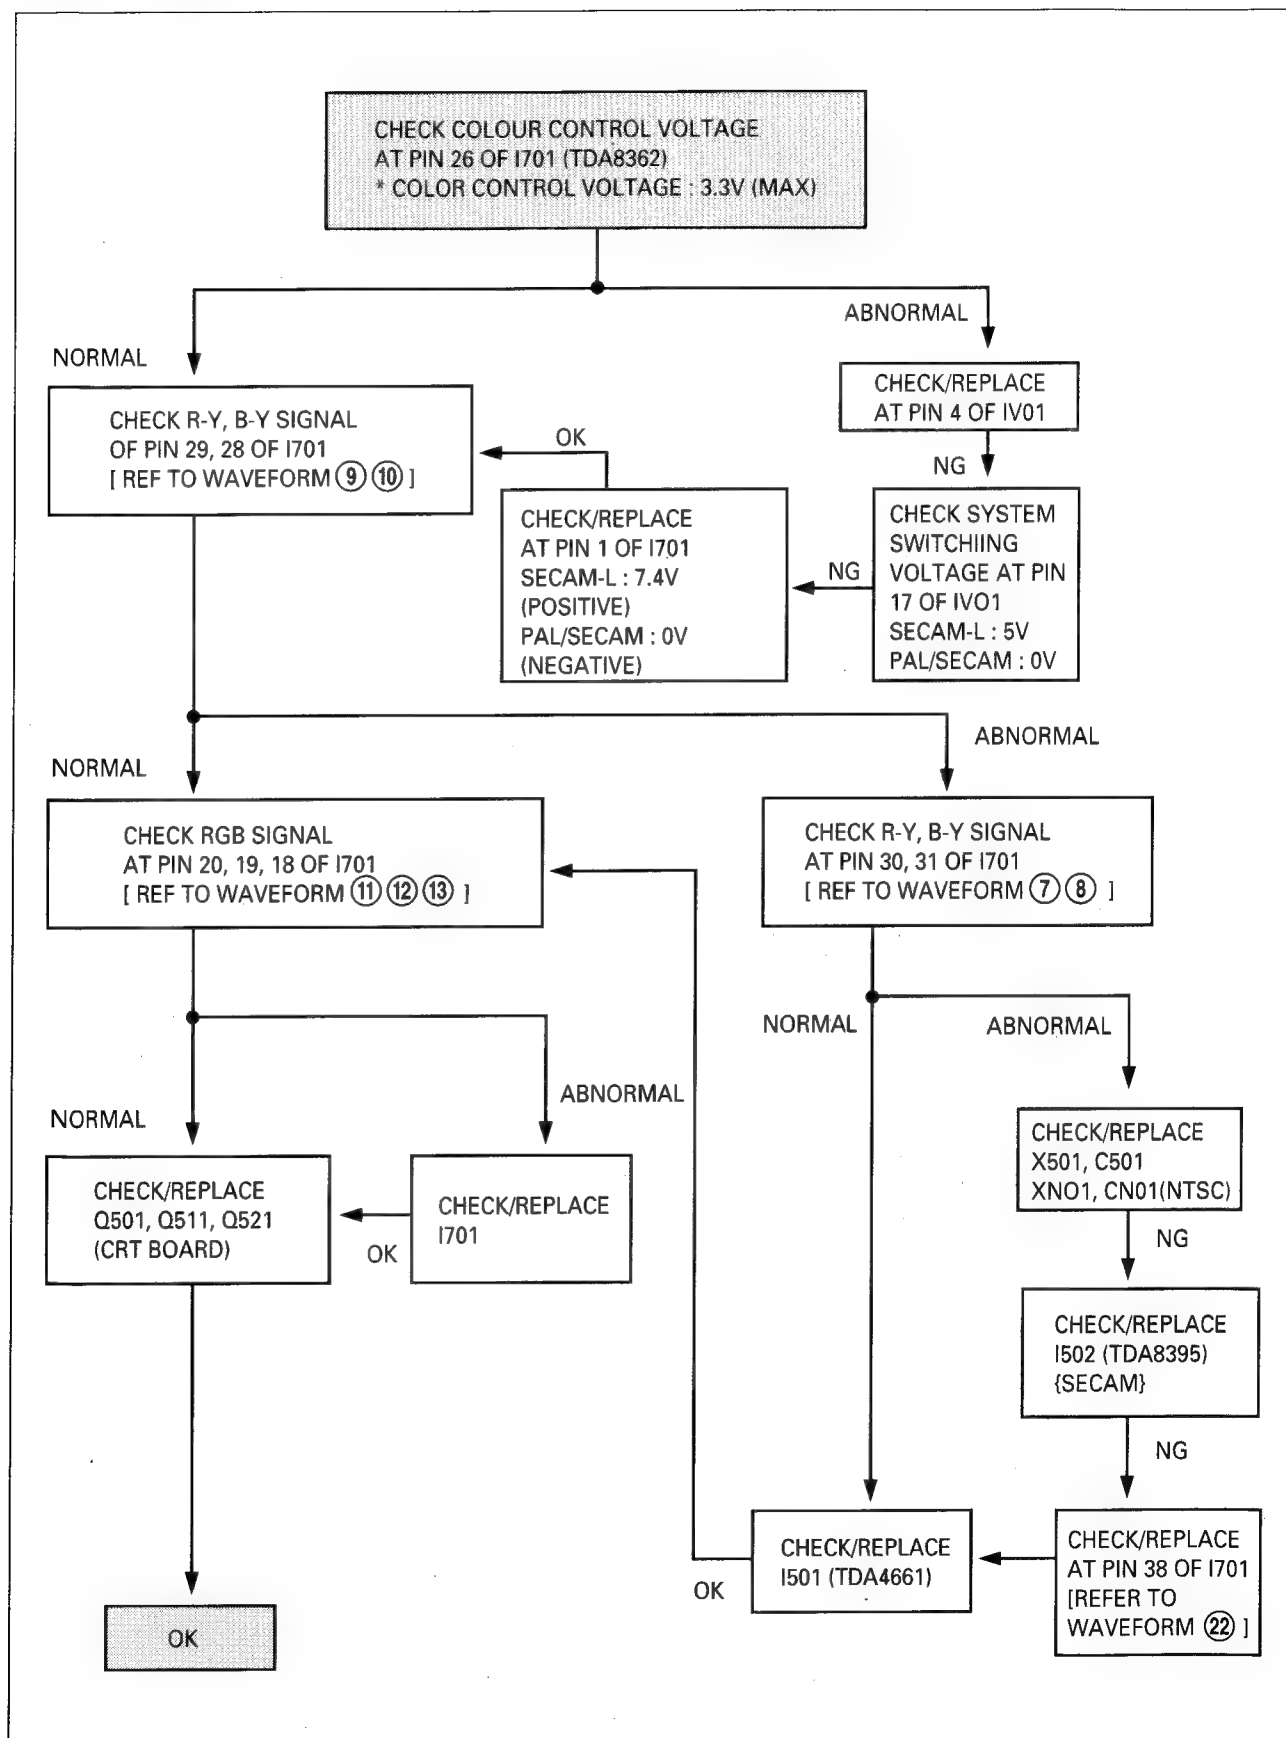 CHECK COLOUR CONTROL VOLTAGE
AT PIN 26 OF I701 (TDA8362)
* COLOR CONTROL VOLTAGE : 3.3V (MAX)
ABNORMAL
NORMAL
CHECK/REPLACE
AT PIN 4 OF IV01
CHECK R-Y, B-Y SIGNAL
OF PIN 29, 28 OF I701
[ REF TO WAVEFORM ⑨ ⑩ ]
OK
NG
CHECK/REPLACE
AT PIN 1 OF I701
SECAM-L : 7.4V
(POSITIVE)
PAL/SECAM : 0V
(NEGATIVE)
NG
CHECK SYSTEM
SWITCHIING
VOLTAGE AT PIN
17 OF IVO1
SECAM-L : 5V
PAL/SECAM : 0V
ABNORMAL
NORMAL
CHECK RGB SIGNAL
AT PIN 20, 19, 18 OF I701
[ REF TO WAVEFORM ⑪ ⑫ ⑬ ]
CHECK R-Y, B-Y SIGNAL
AT PIN 30, 31 OF I701
[ REF TO WAVEFORM ⑦ ⑧ ]
NORMAL
ABNORMAL
ABNORMAL
NORMAL
CHECK/REPLACE
X501, C501
XNO1, CN01(NTSC)
CHECK/REPLACE
Q501, Q511, Q521
(CRT BOARD)
OK
CHECK/REPLACE
I701
NG
CHECK/REPLACE
I502 (TDA8395)
{SECAM}
NG
CHECK/REPLACE
I501 (TDA4661)
OK
CHECK/REPLACE
AT PIN 38 OF I701
[REFER TO
WAVEFORM ㉒ ]
OK